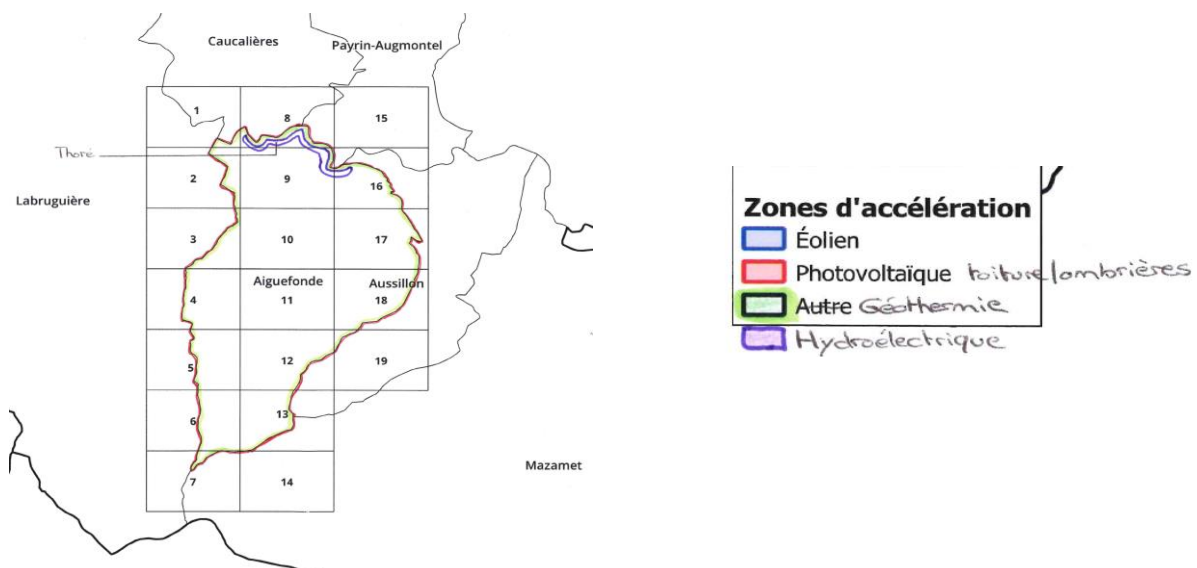 Caucalières
Payrin-Augmontel
1
8
15
Thoré
2
9
16
Labruguière
3
10
17
Aiguefonde
Aussillon
4
11
18
5
12
19
6
13
Mazamet
7
14
Zones d'accélération
Éolien
Photovoltaïque toiture/ombrières
Autre Géothermie
Hydroélectrique